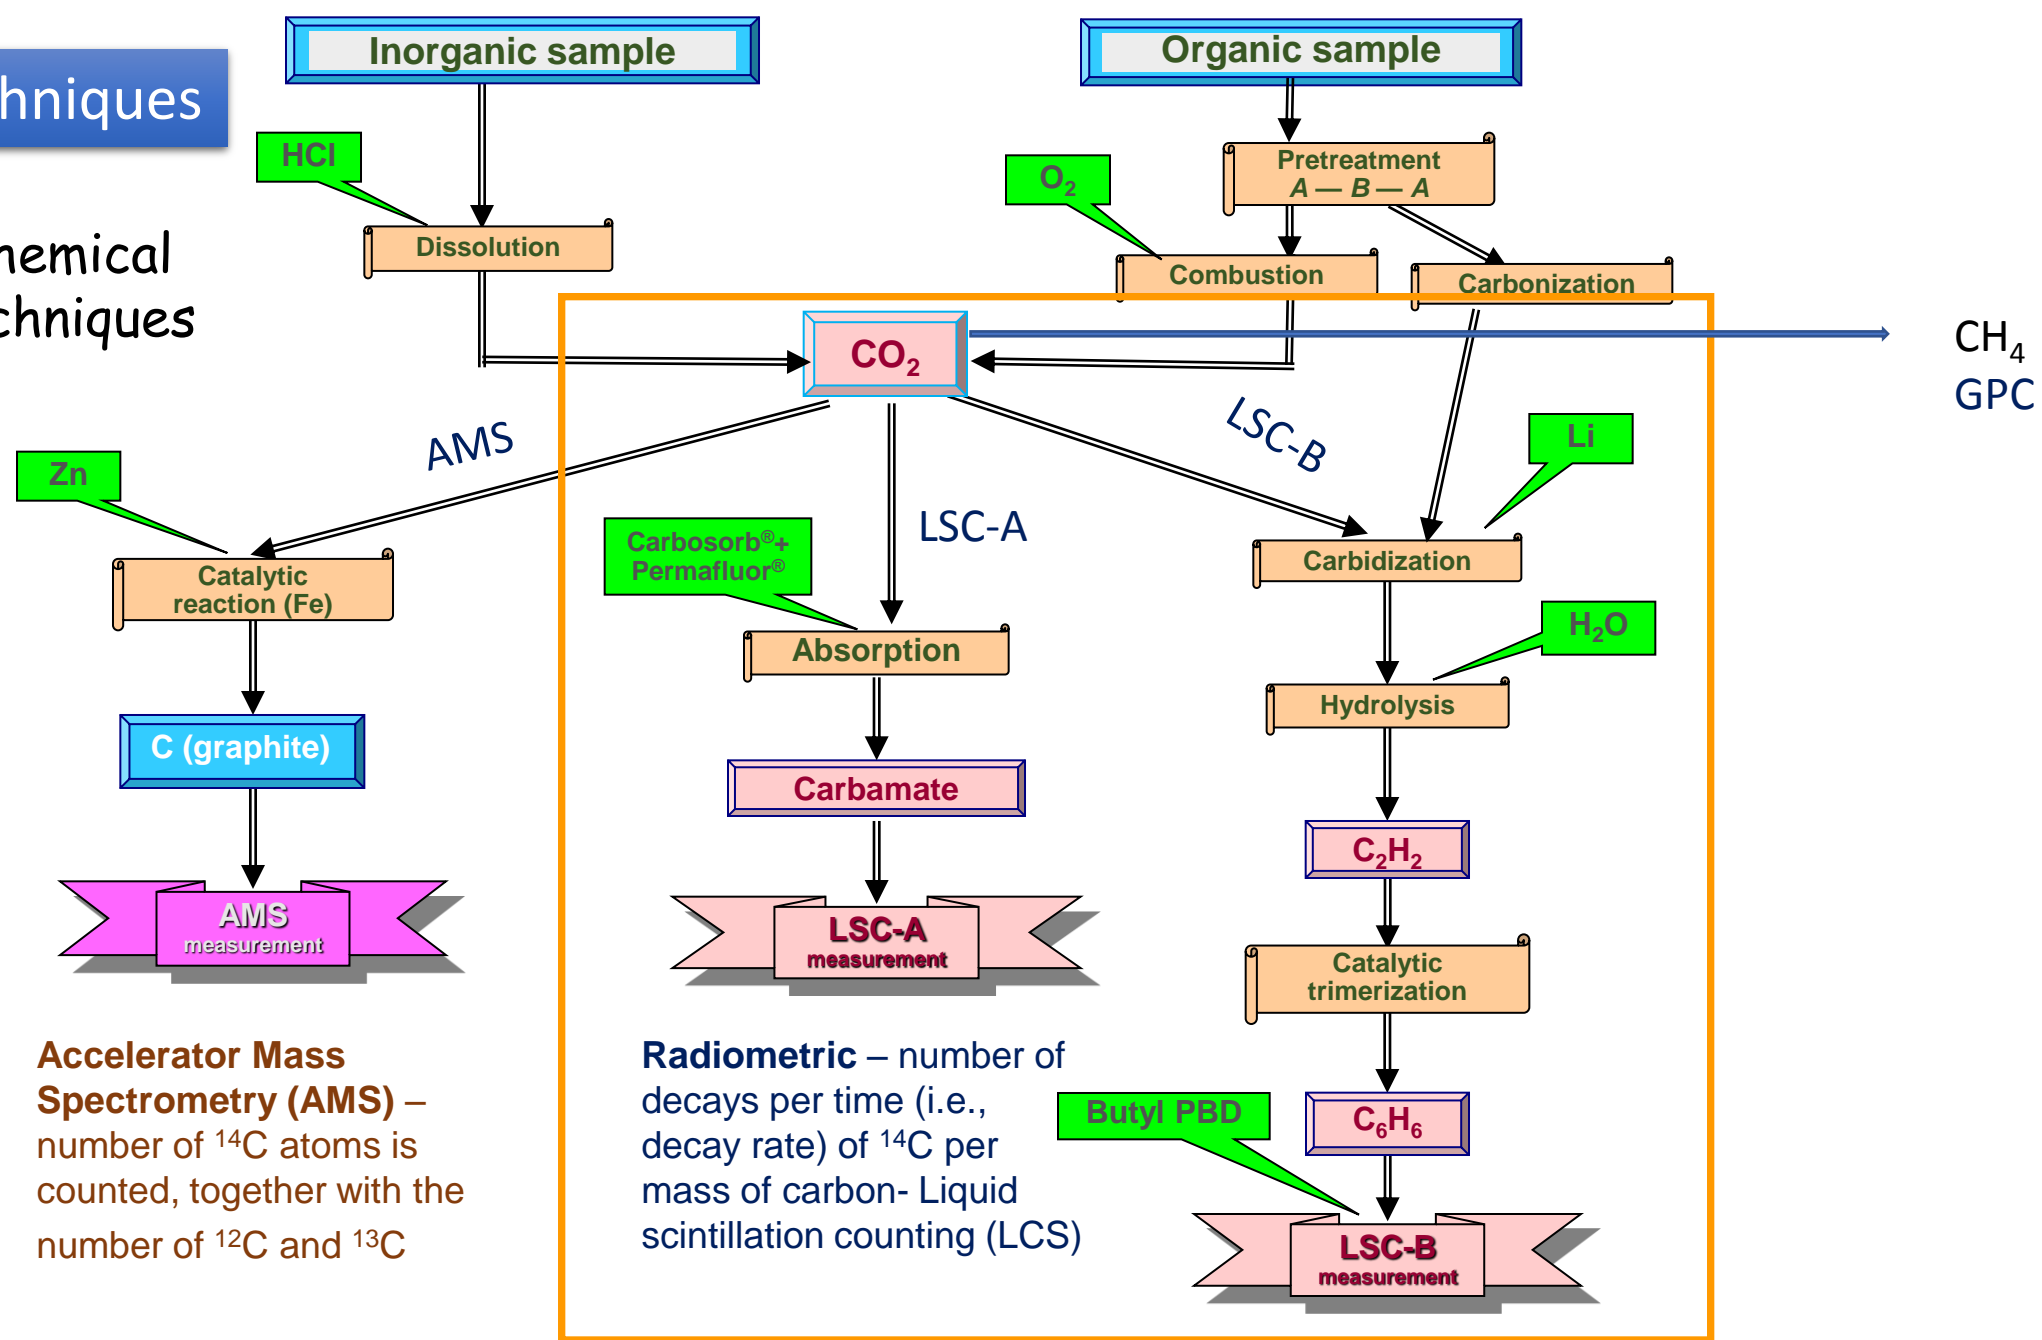 Inorganic sample
Organic sample
hniques
HCl
Pretreatment
A — B — A
O₂
hemical
chniques
Dissolution
Combustion
Carbonization
CO₂
CH₄
GPC
AMS
LSC-B
LSC-A
Zn
Li
Carbosorb®+
Permafluor®
Catalytic
reaction (Fe)
Carbidization
H₂O
Absorption
Hydrolysis
C (graphite)
Carbamate
C₂H₂
AMS
measurement
LSC-A
measurement
Catalytic
trimerization
Accelerator Mass
Spectrometry (AMS) –
number of ¹⁴C atoms is
counted, together with the
number of ¹²C and ¹³C
Radiometric – number of
decays per time (i.e.,
decay rate) of ¹⁴C per
mass of carbon- Liquid
scintillation counting (LCS)
Butyl PBD
C₆H₆
LSC-B
measurement